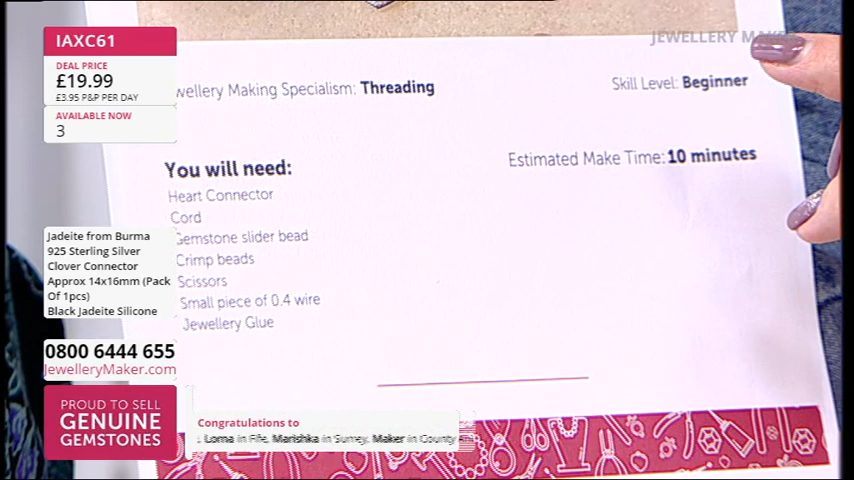 IAXC61
DEAL PRICE
£19.99
£3.95 P&P PER DAY
AVAILABLE NOW
3
JEWELLERY
wellery Making Specialism: Threading
Skill Level: Beginner
Estimated Make Time: 10 minutes
You will need:
Heart Connector
Cord
Gemstone slider bead
Crimp beads
Scissors
Small piece of 0.4 wire
Jewellery Glue
Jadeite from Burma
925 Sterling Silver
Clover Connector
Approx 14x16mm (Pack
Of 1pcs)
Black Jadeite Silicone
0800 6444 655
JewelleryMaker.com
PROUD TO SELL
GENUINE
GEMSTONES
Congratulations to
Lorna in Fife, Marishka in Surrey, Maker in County